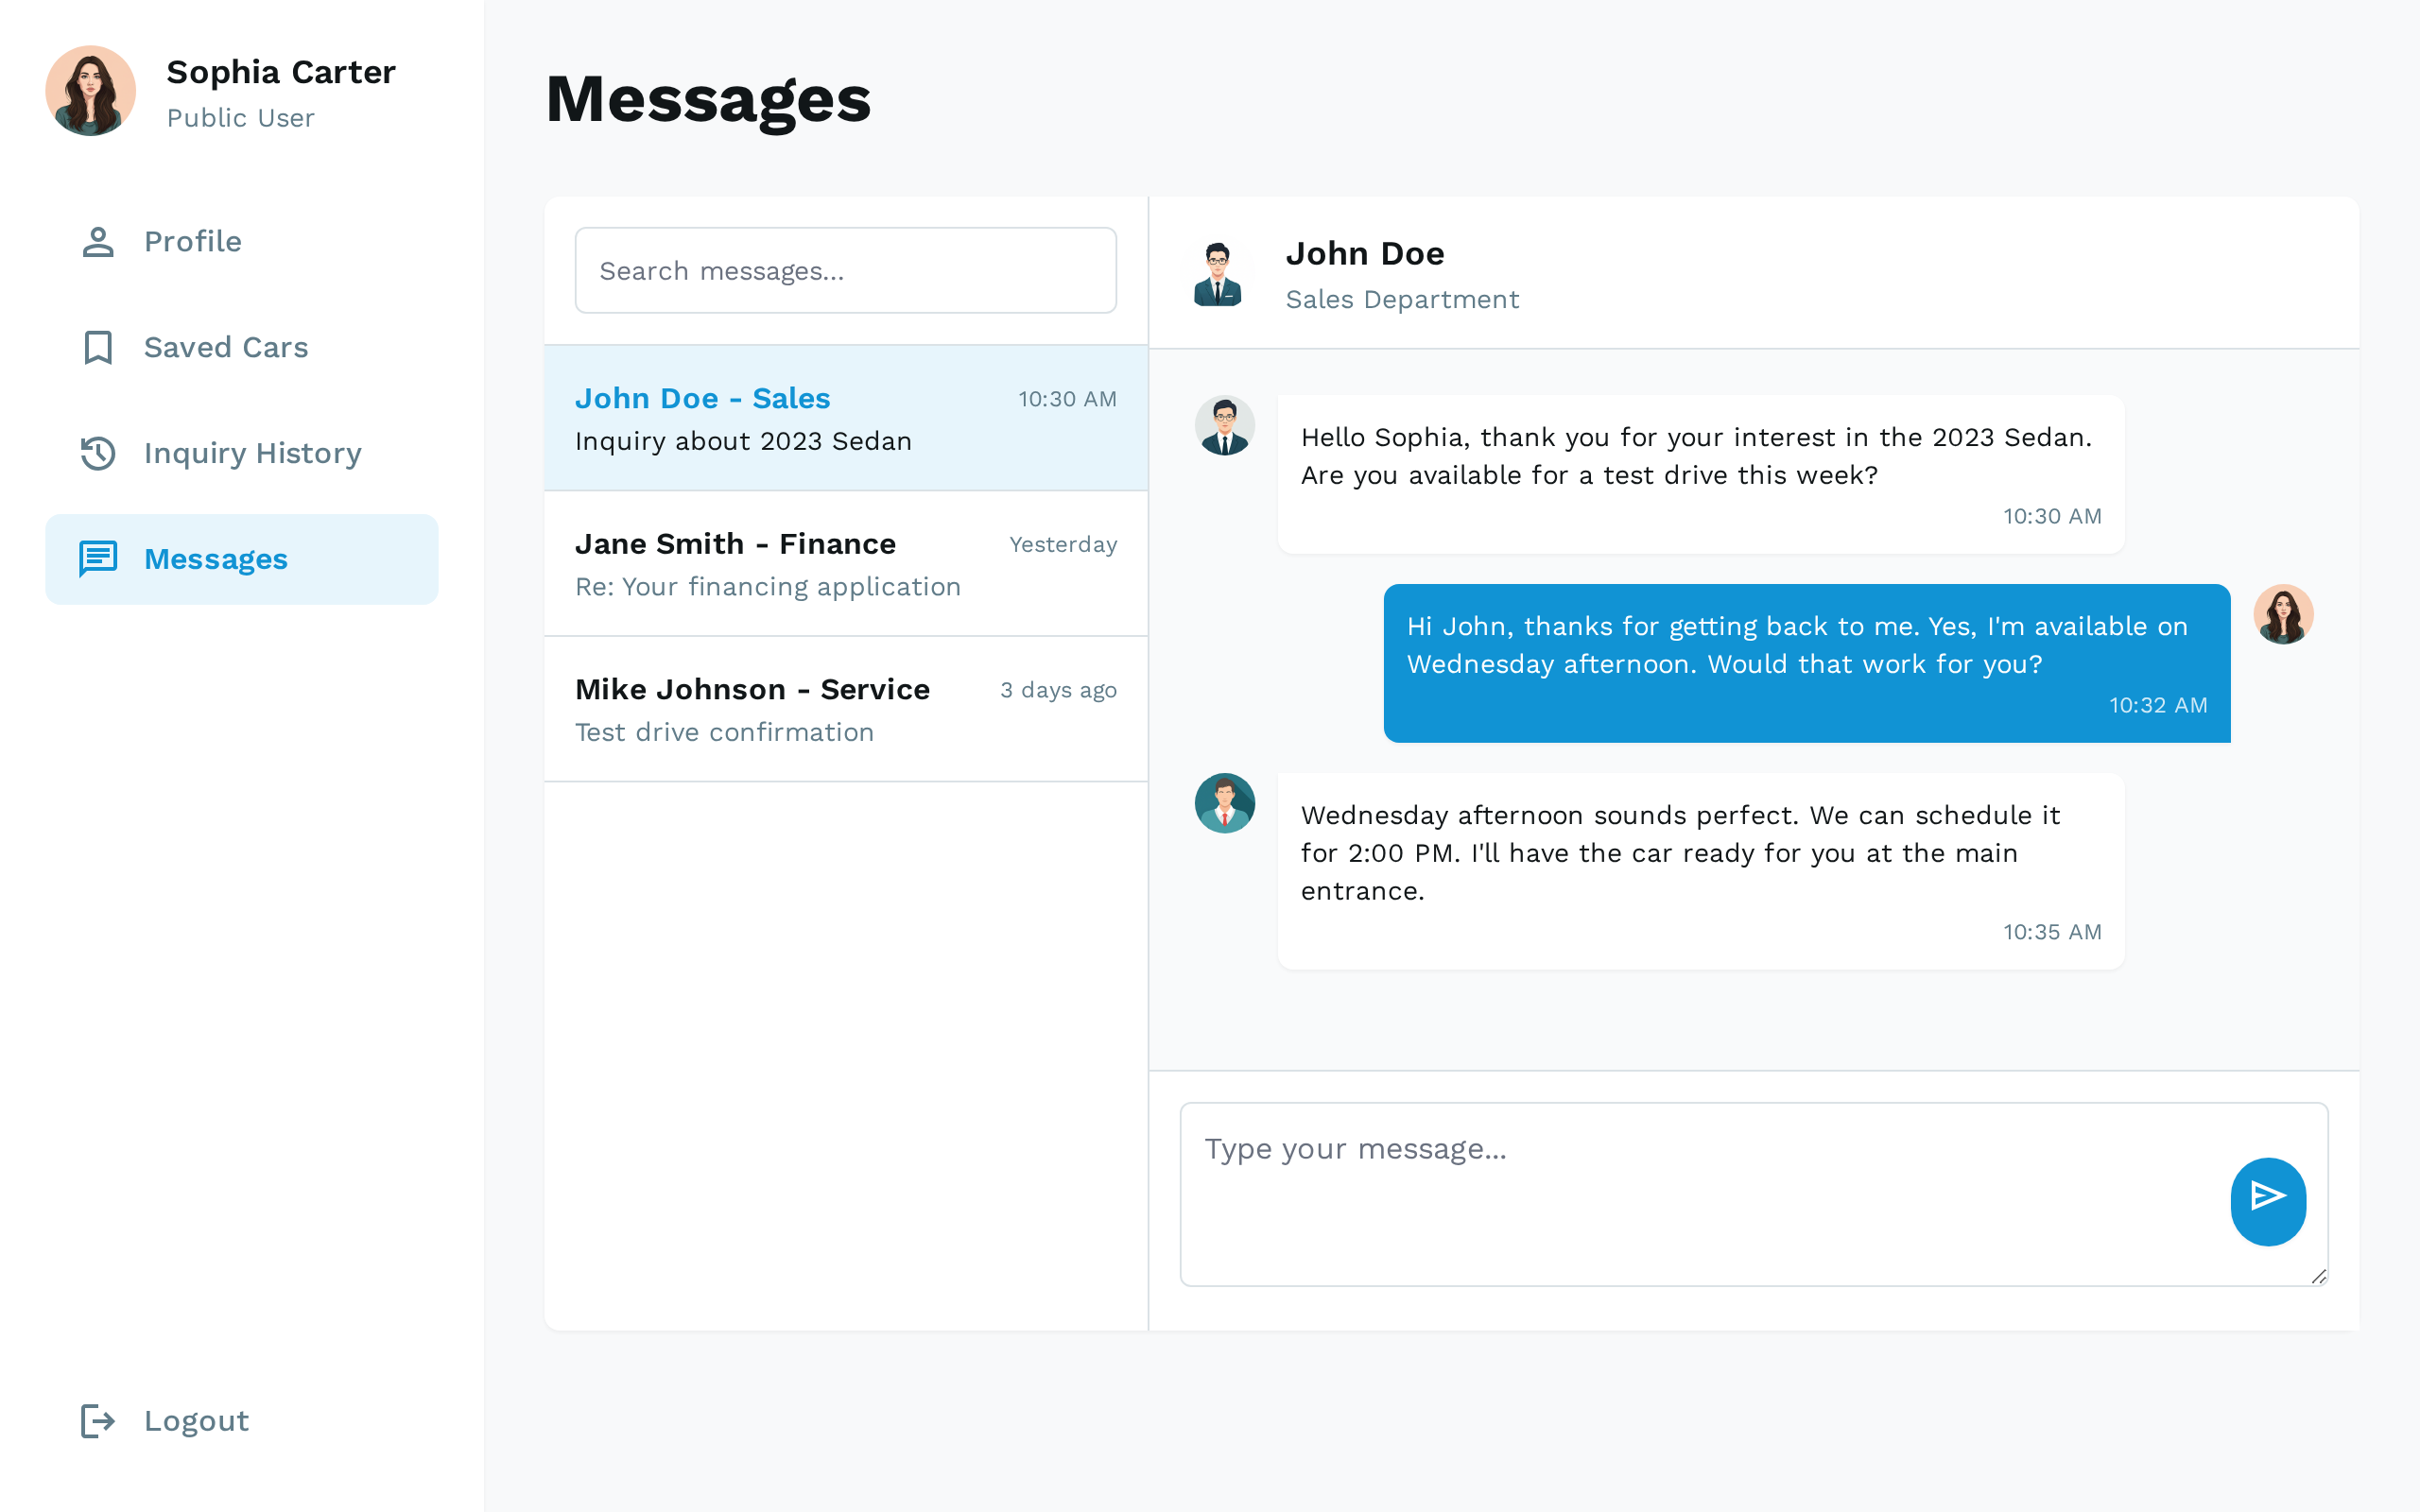 Sophia Carter
Public User
Profile
Saved Cars
Inquiry History
Messages
Logout
Messages
Search messages...
John Doe - Sales
10:30 AM
Inquiry about 2023 Sedan
Jane Smith - Finance
Yesterday
Re: Your financing application
Mike Johnson - Service
3 days ago
Test drive confirmation
John Doe
Sales Department
Hello Sophia, thank you for your interest in the 2023 Sedan.
Are you available for a test drive this week?
10:30 AM
Hi John, thanks for getting back to me. Yes, I'm available on
Wednesday afternoon. Would that work for you?
10:32 AM
Wednesday afternoon sounds perfect. We can schedule it
for 2:00 PM. I'll have the car ready for you at the main
entrance.
10:35 AM
Type your message...